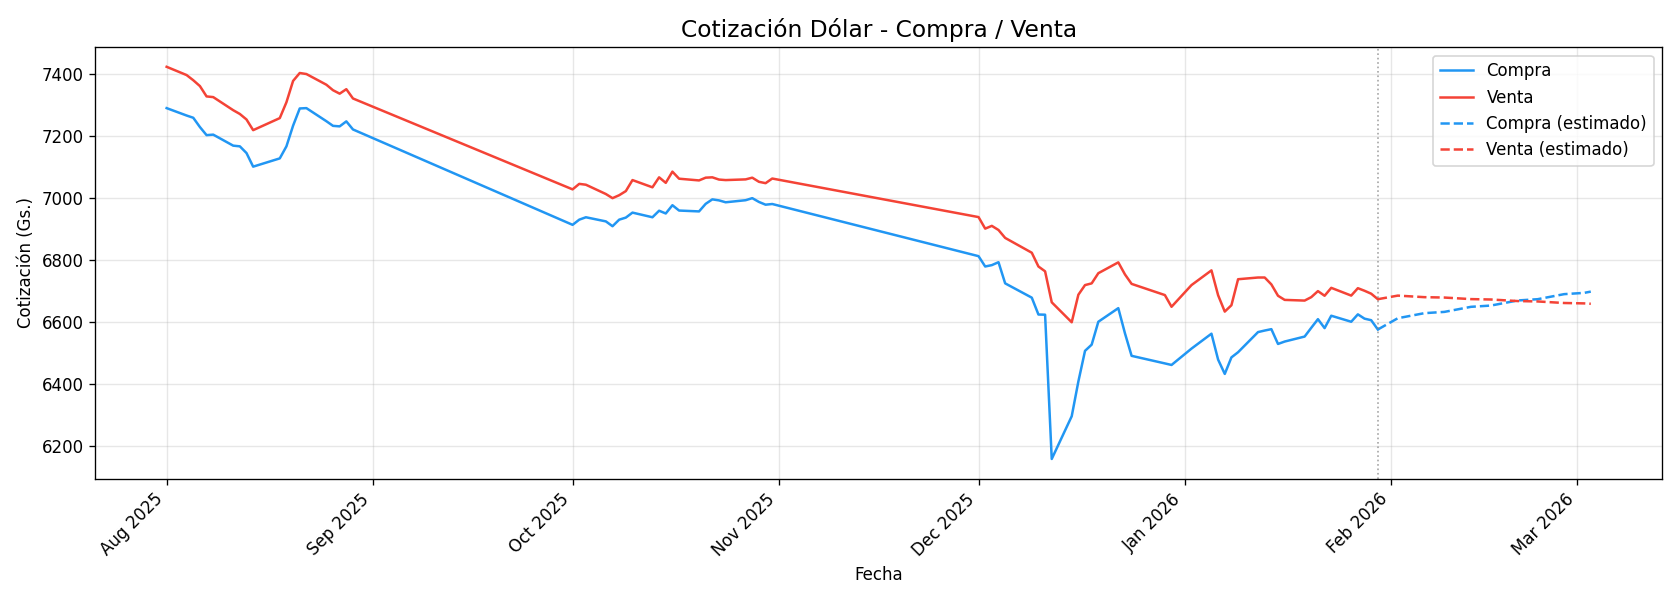 Cotización Dólar - Compra / Venta
Compra
Venta
Compra (estimado)
Venta (estimado)
Cotización (Gs.)
7400
7200
7000
6800
6600
6400
6200
Aug 2025
Sep 2025
Oct 2025
Nov 2025
Dec 2025
Jan 2026
Feb 2026
Mar 2026
Fecha